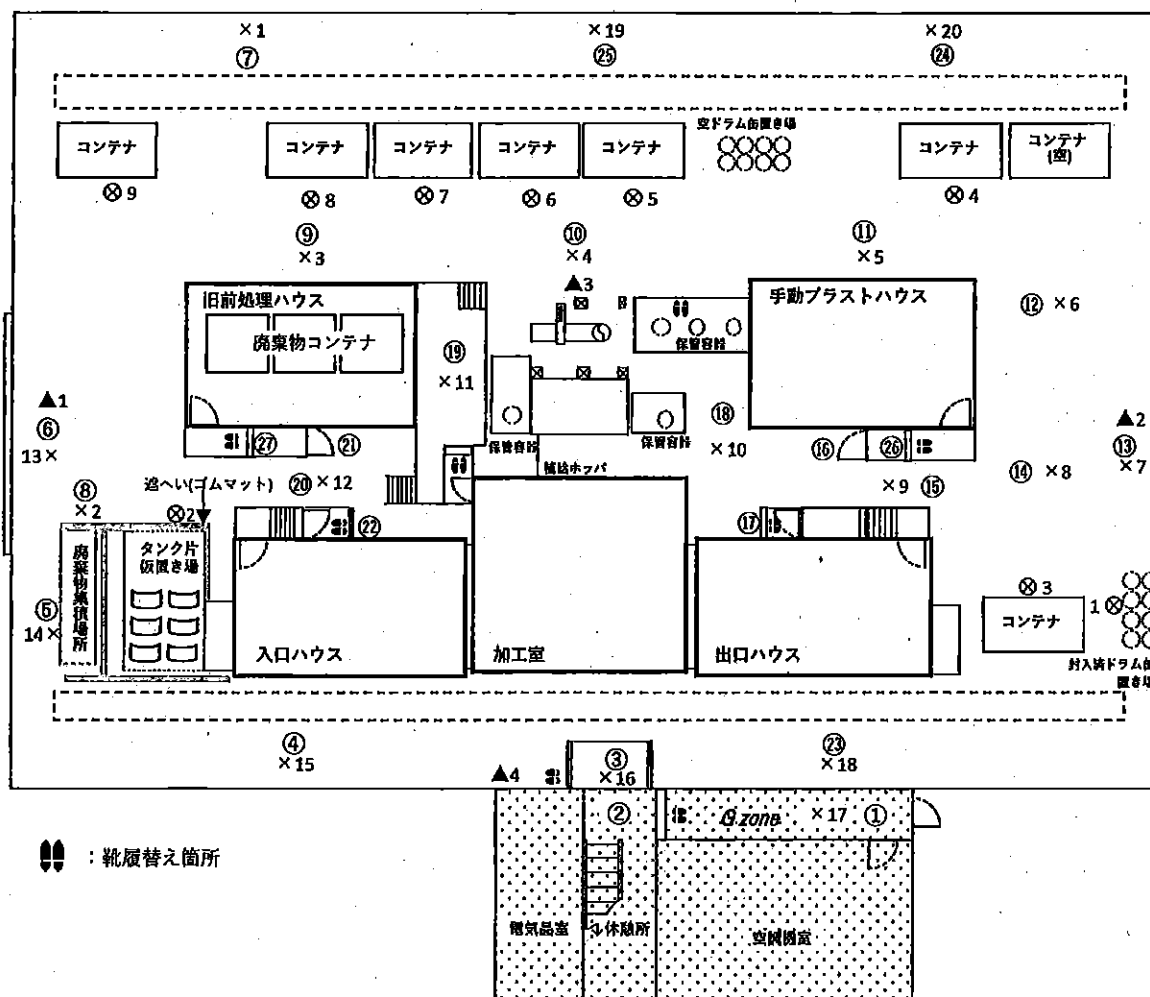 ×1 ×19 ×20
⑦ ㉕ ㉔
空ドラム缶置き場
コンテナ コンテナ コンテナ コンテナ コンテナ コンテナ コンテナ(空)
⊗9 ⊗8 ⊗7 ⊗6 ⊗5 ⊗4
⑨ ⑩ ⑪
×3 ×4 ×5
▲3
旧前処理ハウス 手動ブラストハウス ⑫ ×6
廃棄物コンテナ
保管容器
⑲
×11
▲1 ⑱ ▲2
⑥ ㉗ ㉑ 保管容器 保管容器 ⑯ ㉖ ⑬
13× ×10 ⑭ ×8 ×7
⑧ 遮へい(ゴムマット) ⑳ ×12 ×9 ⑮
×2 ⊗2 ㉒ ⑰
タンク片
仮置き場
廃棄物集積場所
⊗3
⑤ 1⊗
14× コンテナ
入口ハウス 加工室 出口ハウス
封入済ドラム缶
置き場
④ ③ ㉓
×15 ▲4 ×16 ×18
② G zone ×17 ①
:靴履替え箇所
電気品室 休憩所